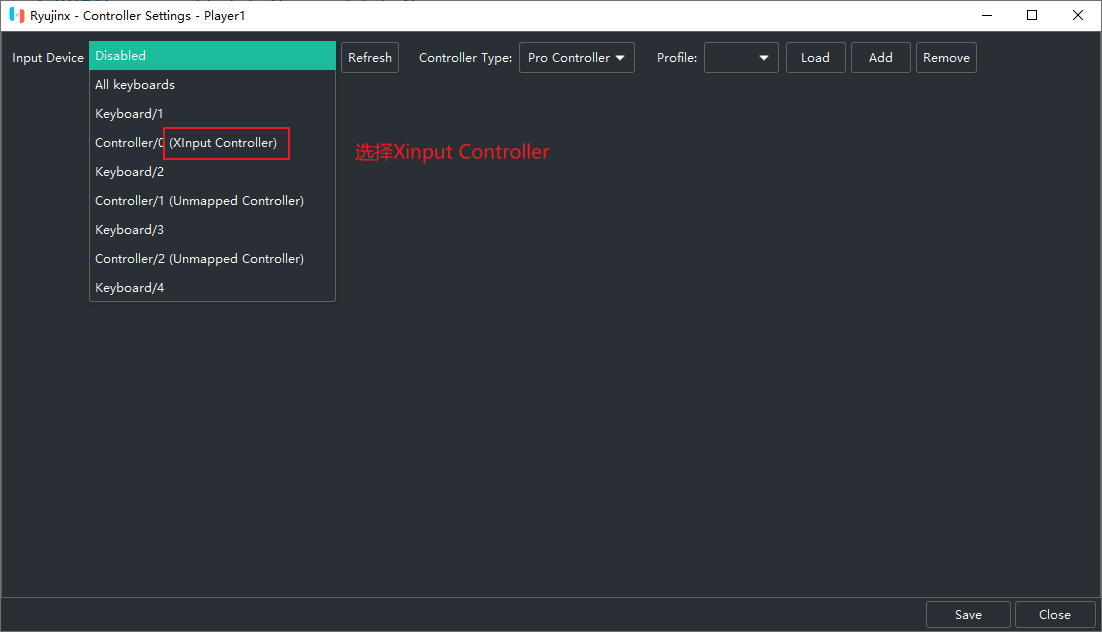 Ryujinx - Controller Settings - Player1
Input Device
Disabled
Refresh
Controller Type:
Pro Controller
Profile:
Load
Add
Remove
All keyboards
Keyboard/1
Controller/0 (XInput Controller)
选择Xinput Controller
Keyboard/2
Controller/1 (Unmapped Controller)
Keyboard/3
Controller/2 (Unmapped Controller)
Keyboard/4
Save
Close